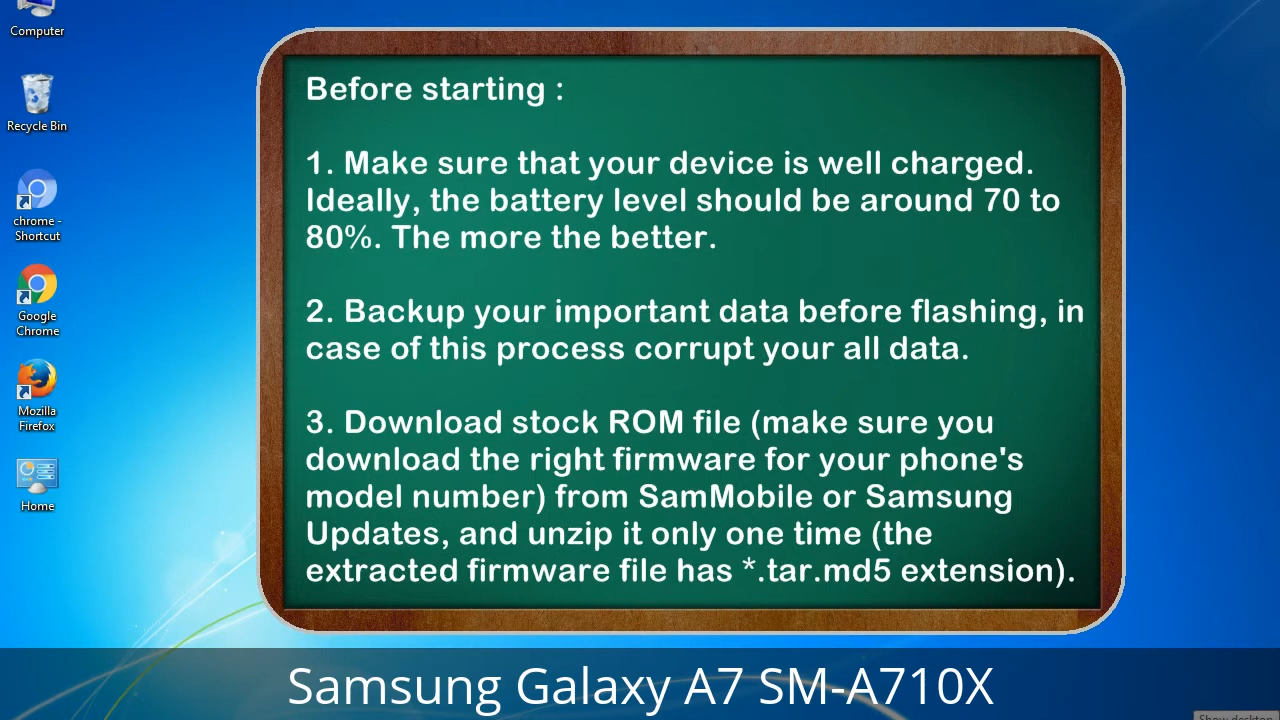 Computer
Recycle Bin
chrome -
Shortcut
Google
Chrome
Mozilla
Firefox
Home
Before starting :
1. Make sure that your device is well charged.
Ideally, the battery level should be around 70 to
80%. The more the better.
2. Backup your important data before flashing, in
case of this process corrupt your all data.
3. Download stock ROM file (make sure you
download the right firmware for your phone's
model number) from SamMobile or Samsung
Updates, and unzip it only one time (the
extracted firmware file has *.tar.md5 extension).
Samsung Galaxy A7 SM-A710X
Show desktop